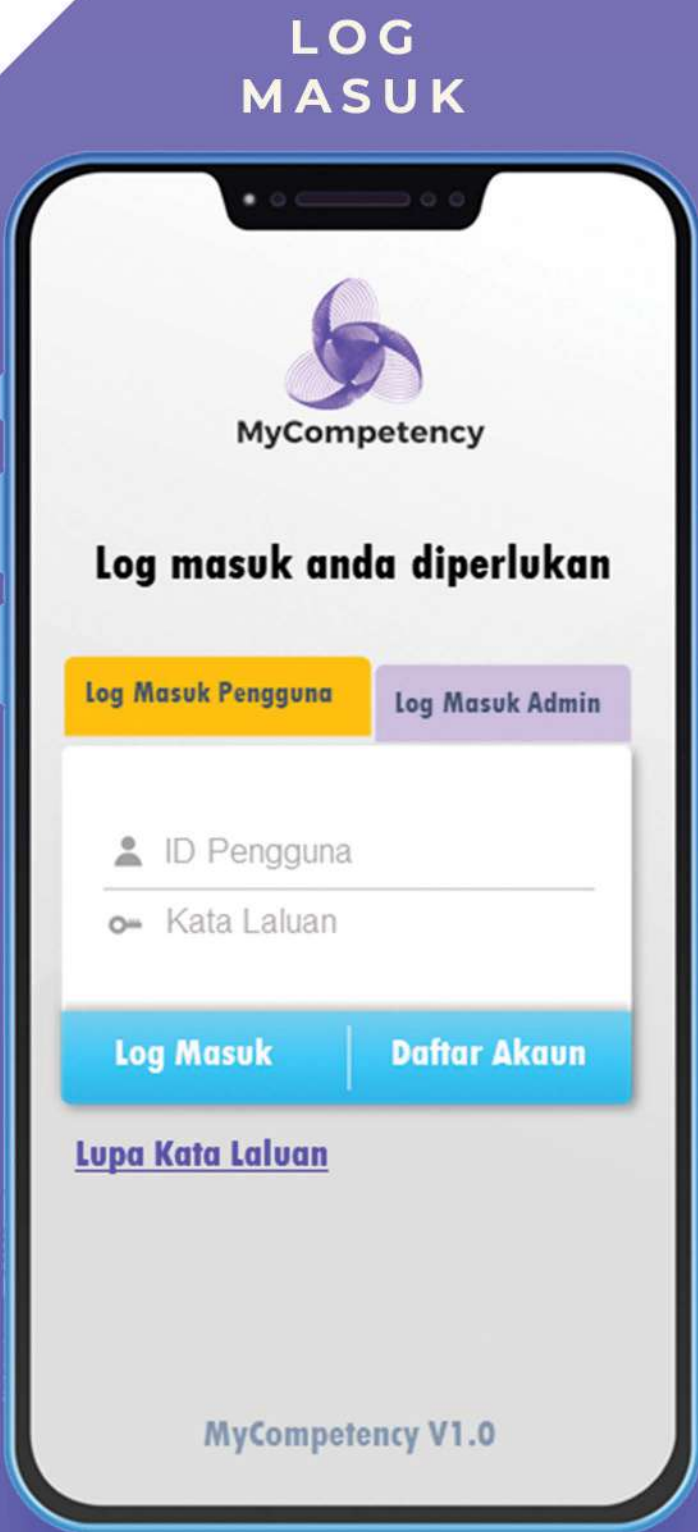 LOG
MASUK
MyCompetency
Log masuk anda diperlukan
Log Masuk Pengguna
Log Masuk Admin
ID Pengguna
Kata Laluan
Log Masuk
Daftar Akaun
Lupa Kata Laluan
MyCompetency V1.0